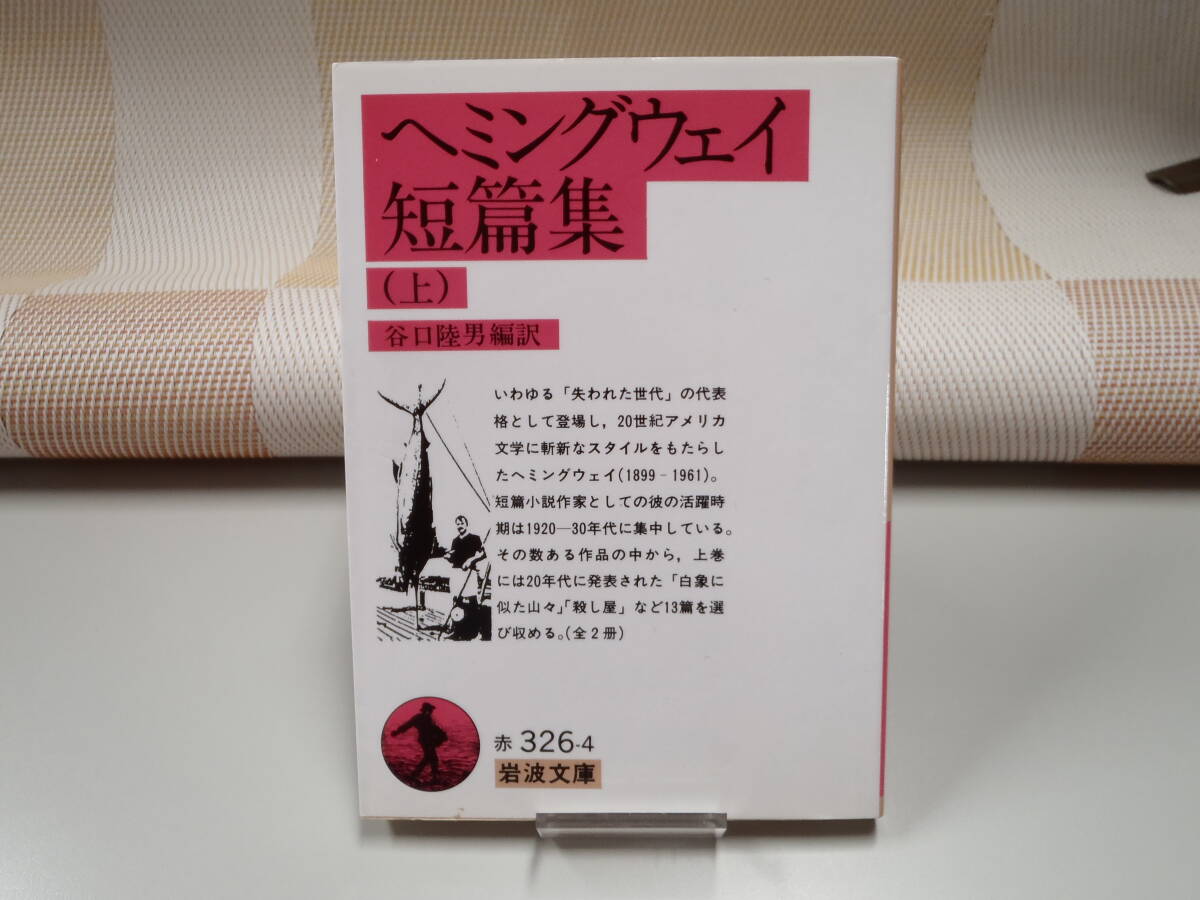 ヘミングウェイ
短篇集
(上)
谷口陸男編訳
いわゆる「失われた世代」の代表
格として登場し，20世紀アメリカ
文学に斬新なスタイルをもたらし
たヘミングウェイ(1899‐1961)。
短篇小説作家としての彼の活躍時
期は1920―30年代に集中している。
その数ある作品の中から，上巻
には20年代に発表された「白象に
似た山々」「殺し屋」など13篇を選
び収める。(全２冊)
赤 326-4
岩波文庫